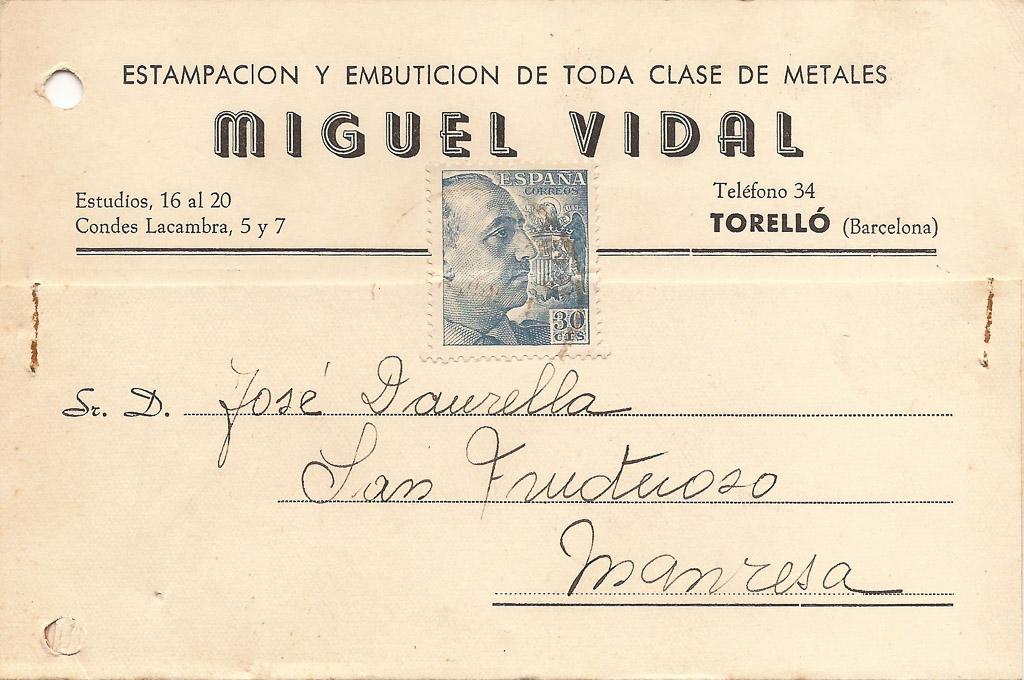 ESTAMPACION Y EMBUTICION DE TODA CLASE DE METALES
MIGUEL VIDAL
Estudios, 16 al 20
Condes Lacambra, 5 y 7
Teléfono 34
TORELLÓ (Barcelona)
ESPAÑA
CORREOS
30
CTS
Sr. D. José Daurella
San Fructuoso
Manresa